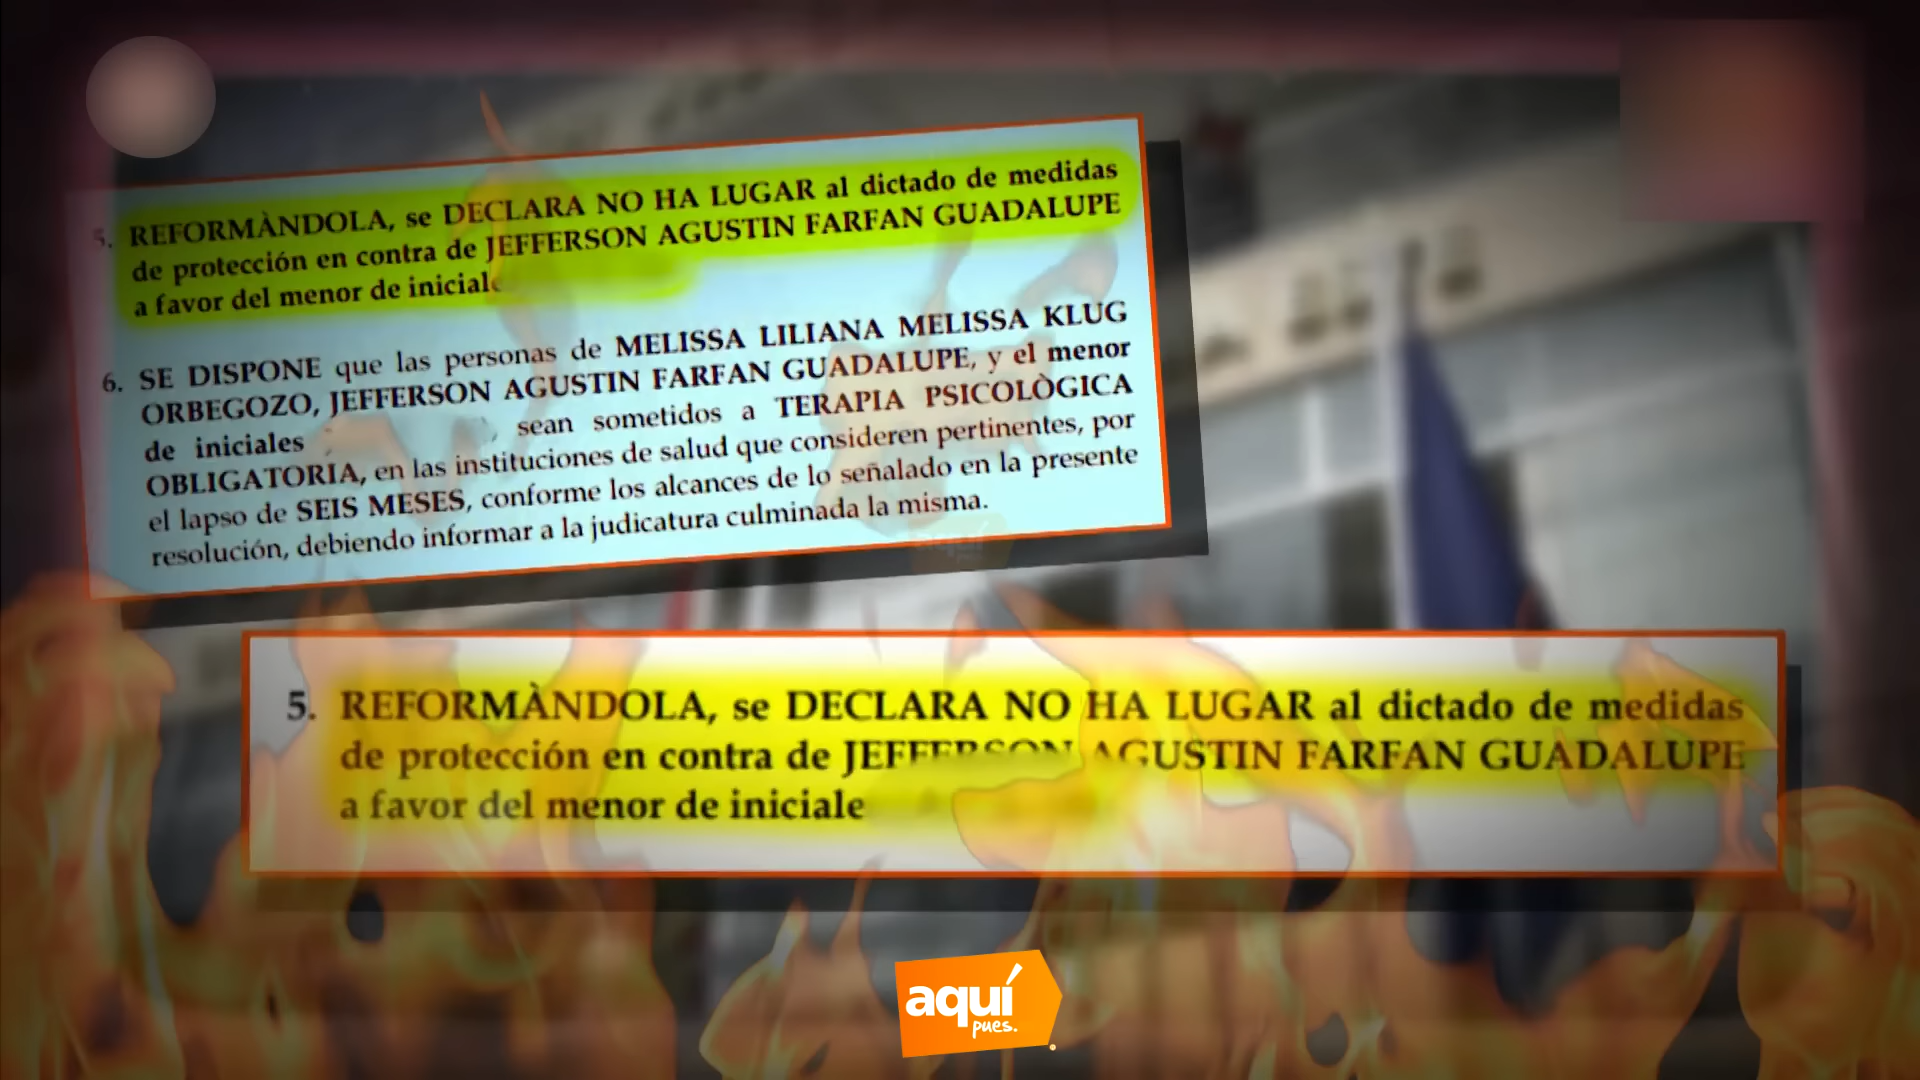 5. REFORMÀNDOLA, se DECLARA NO HA LUGAR al dictado de medidas
de protección en contra de JEFFERSON AGUSTIN FARFAN GUADALUPE
a favor del menor de iniciale
6. SE DISPONE que las personas de MELISSA LILIANA MELISSA KLUG
ORBEGOZO, JEFFERSON AGUSTIN FARFAN GUADALUPE, y el menor
de iniciales , sean sometidos a TERAPIA PSICOLÒGICA
OBLIGATORIA, en las instituciones de salud que consideren pertinentes, por
el lapso de SEIS MESES, conforme los alcances de lo señalado en la presente
resolución, debiendo informar a la judicatura culminada la misma.
5. REFORMÀNDOLA, se DECLARA NO HA LUGAR al dictado de medidas
de protección en contra de JEFFERSON AGUSTIN FARFAN GUADALUPE
a favor del menor de iniciale
aquí
pues.